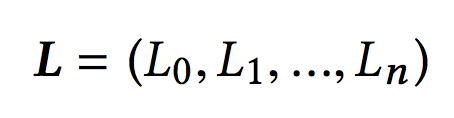 L = (L₀, L₁, ..., Lₙ)